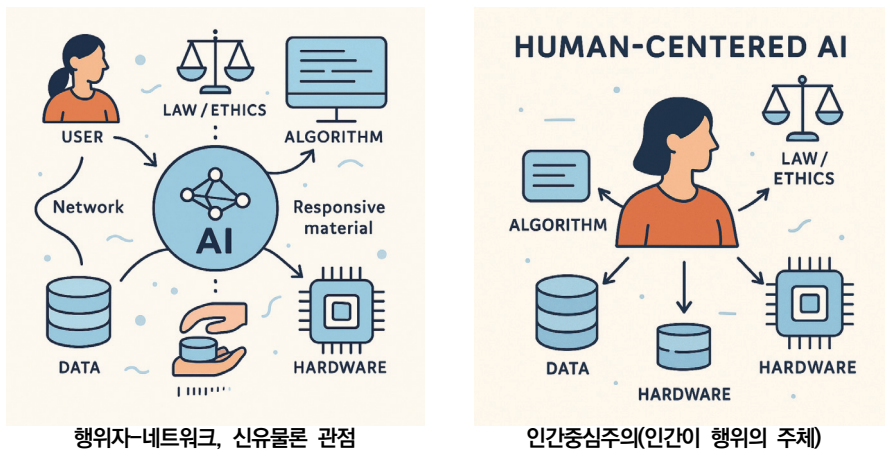 USER
LAW / ETHICS
ALGORITHM
Network
AI
Responsive
material
DATA
HARDWARE
행위자-네트워크, 신유물론 관점
HUMAN-CENTERED AI
LAW /
ETHICS
ALGORITHM
DATA
HARDWARE
HARDWARE
인간중심주의(인간이 행위의 주체)